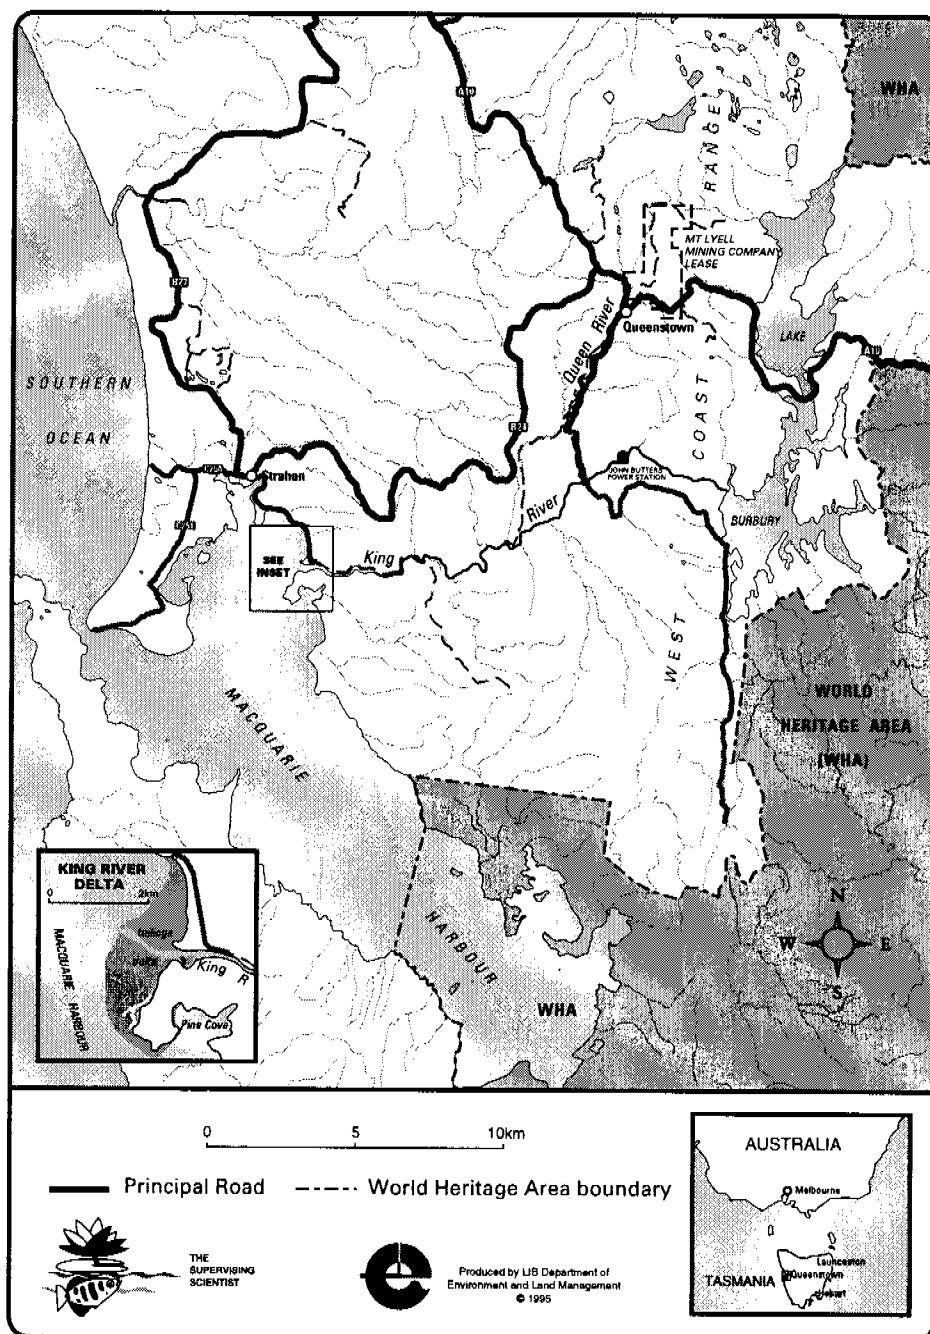 WHA
A10
RANGE
MT LYELL
MINING COMPANY
LEASE
B27
Queen River
Queenstown
LAKE
A10
SOUTHERN
OCEAN
COAST
B24
Strahan
JOHN BUTTERS
POWER STATION
River
BURBURY
SEE
INSET
King
WEST
WORLD
HERITAGE AREA
(WHA)
MACQUARIE
HARBOUR
WHA
N
W E
S
KING RIVER
DELTA
0 2km
MACQUARIE HARBOUR
King R
Pine Cove
0 5 10km
Principal Road
World Heritage Area boundary
THE
SUPERVISING
SCIENTIST
Produced by LIS Department of
Environment and Land Management
© 1995
AUSTRALIA
Melbourne
Launceston
TASMANIA
Queenstown
Hobart